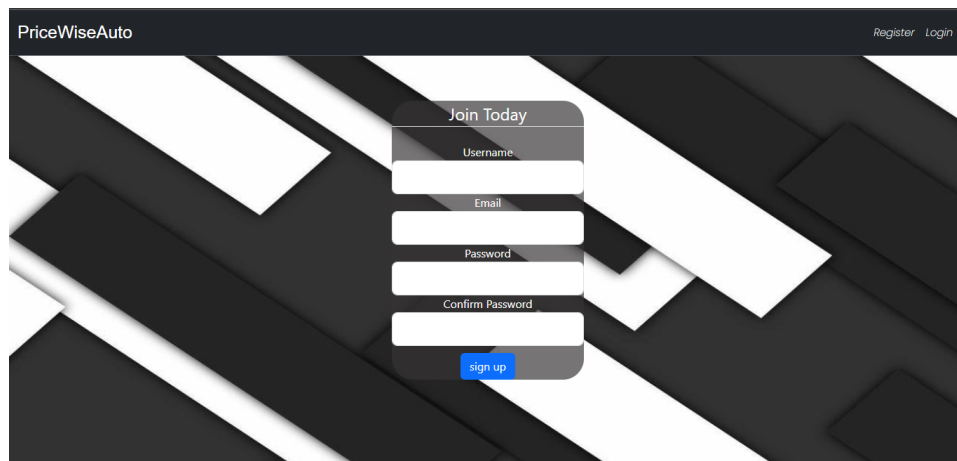 PriceWiseAuto
Register Login
Join Today
Username
Email
Password
Confirm Password
sign up